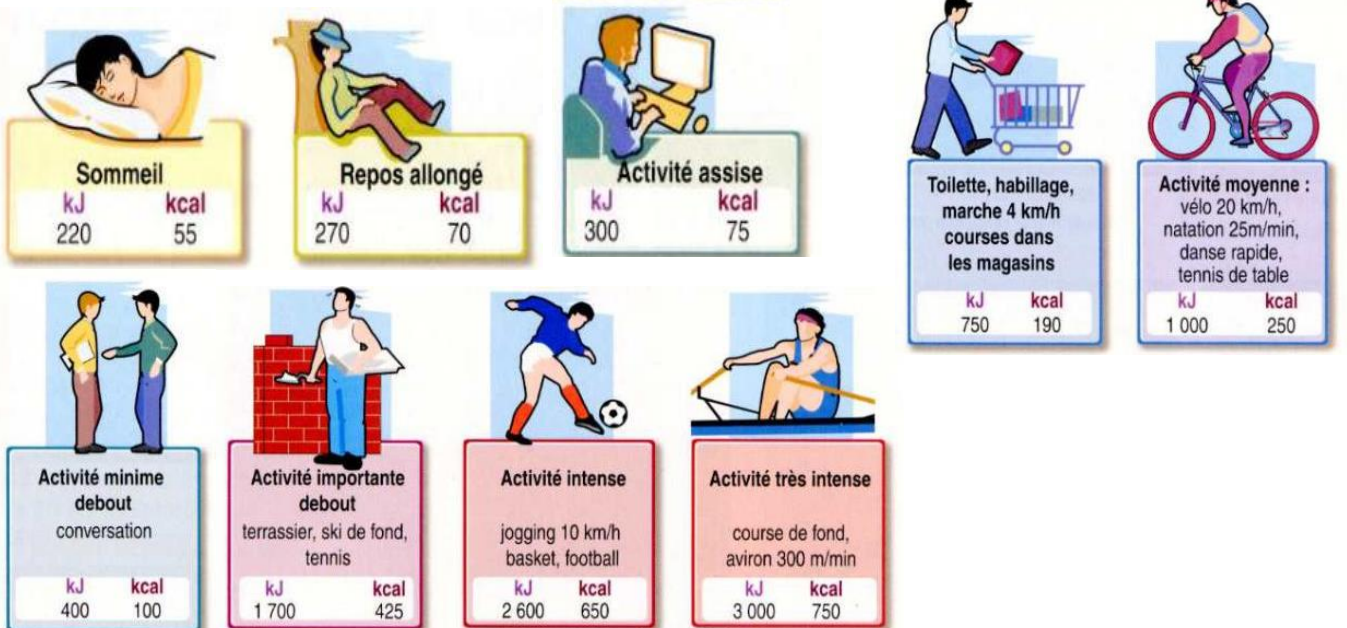 Sommeil
kJ kcal
220 55
Repos allongé
kJ kcal
270 70
Activité assise
kJ kcal
300 75
Toilette, habillage,
marche 4 km/h
courses dans
les magasins
kJ kcal
750 190
Activité moyenne :
vélo 20 km/h,
natation 25m/min,
danse rapide,
tennis de table
kJ kcal
1 000 250
Activité minime
debout
conversation
kJ kcal
400 100
Activité importante
debout
terrassier, ski de fond,
tennis
kJ kcal
1 700 425
Activité intense
jogging 10 km/h
basket, football
kJ kcal
2 600 650
Activité très intense
course de fond,
aviron 300 m/min
kJ kcal
3 000 750